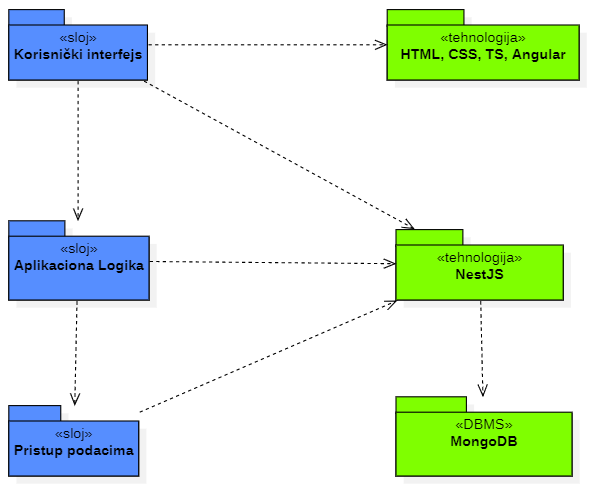 «sloj»
Korisnički interfejs
«tehnologija»
HTML, CSS, TS, Angular
«sloj»
Aplikaciona Logika
«tehnologija»
NestJS
«sloj»
Pristup podacima
«DBMS»
MongoDB